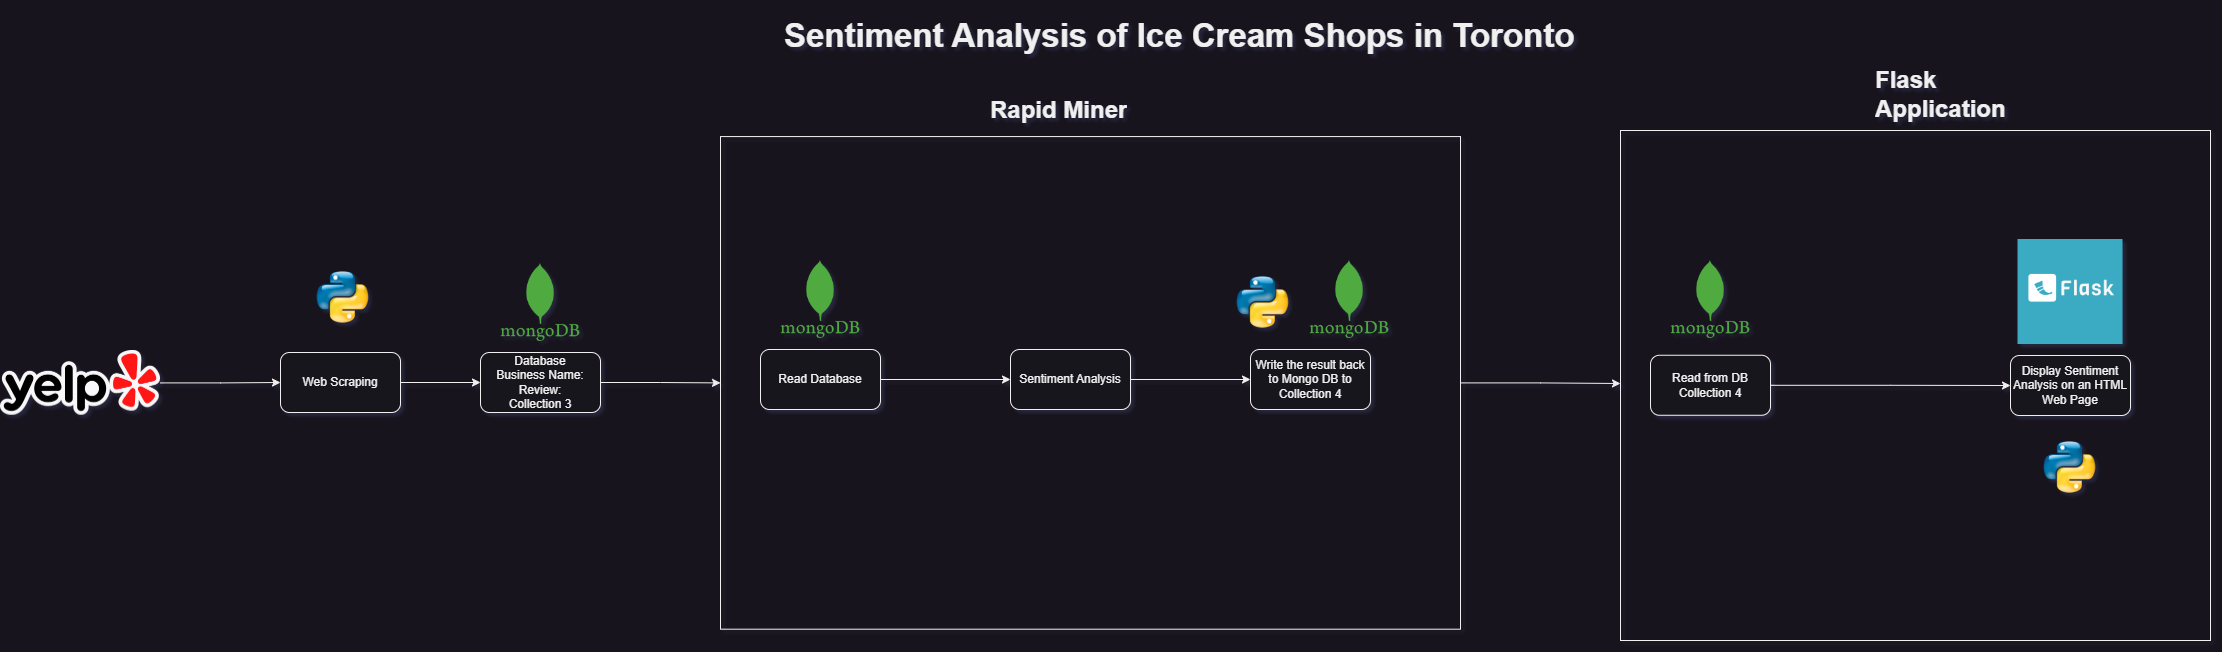 Sentiment Analysis of Ice Cream Shops in Toronto
Rapid Miner
Flask
Application
yelp
Web Scraping
mongoDB
Database
Business Name:
Review:
Collection 3
mongoDB
Read Database
Sentiment Analysis
mongoDB
Write the result back
to Mongo DB to
Collection 4
mongoDB
Read from DB
Collection 4
Flask
Display Sentiment
Analysis on an HTML
Web Page